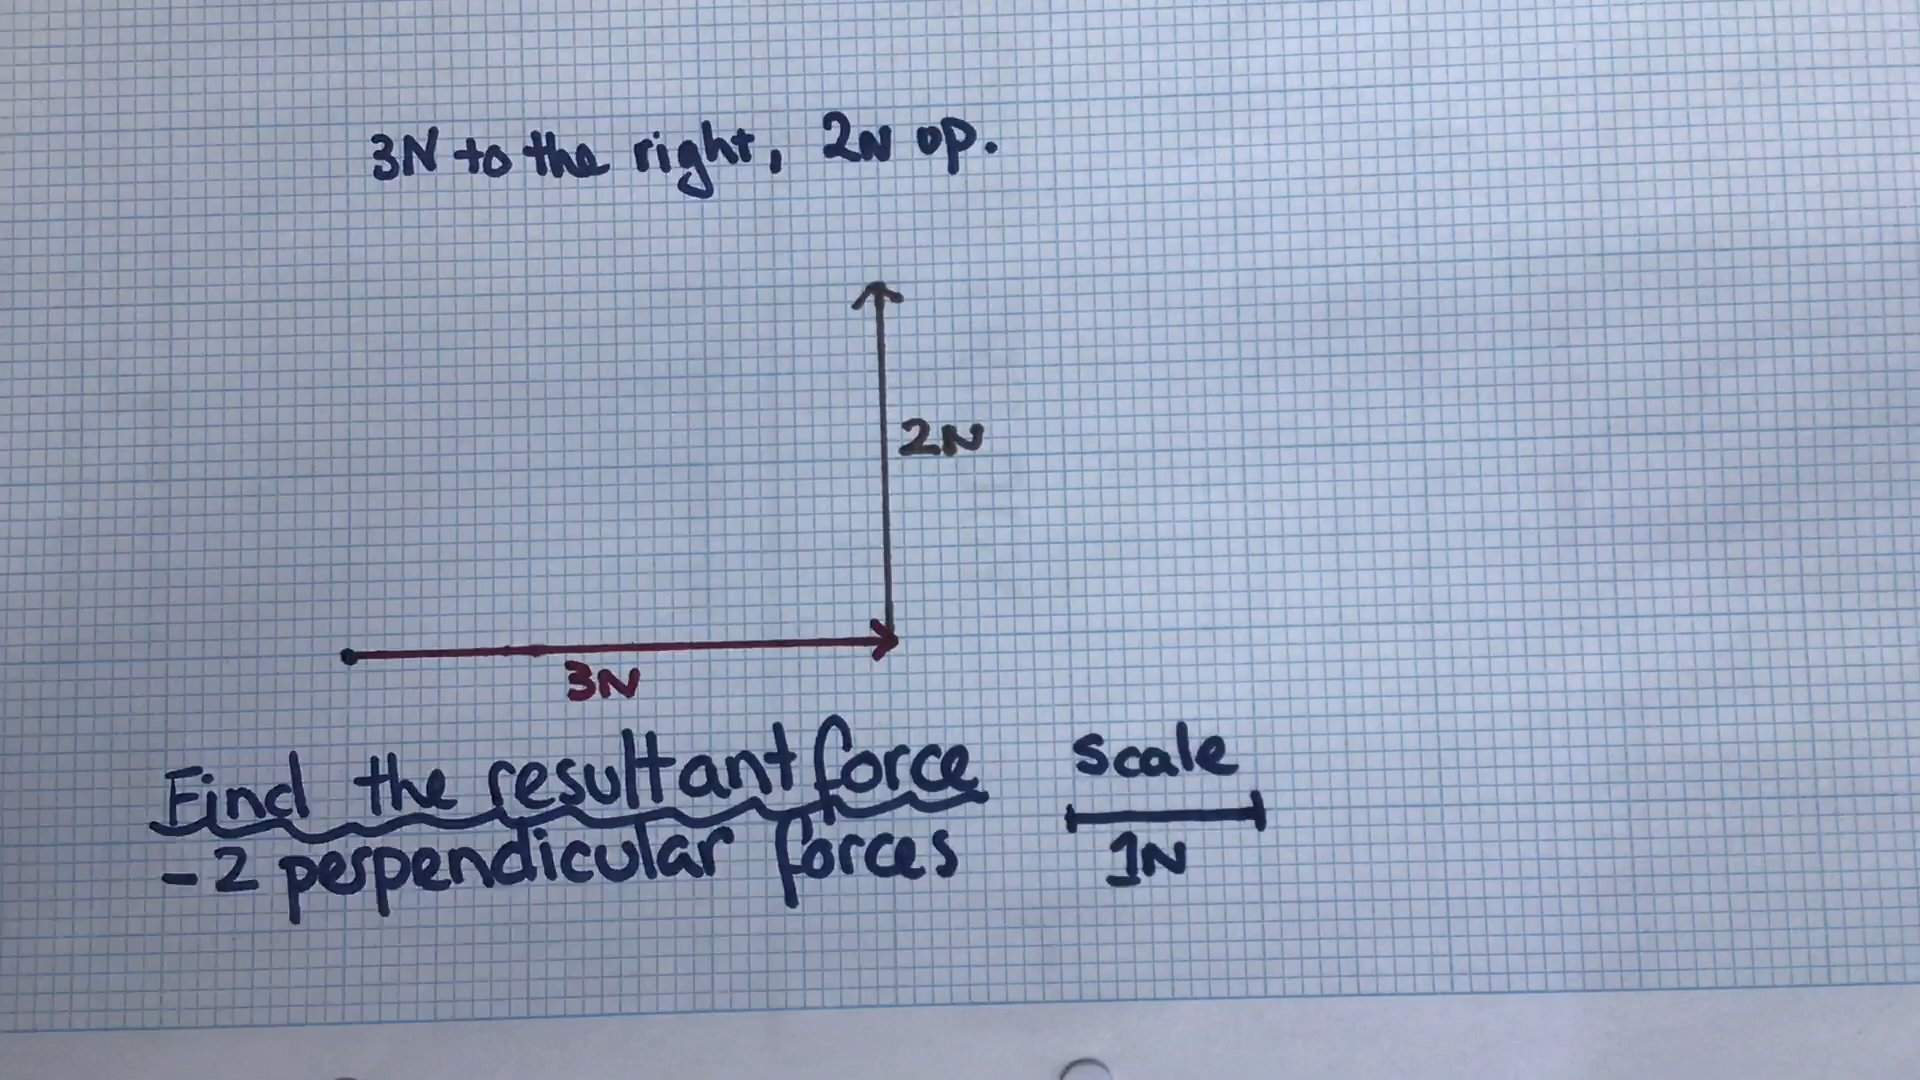 3N to the right, 2N up.
2N
3N
Find the resultant force
- 2 perpendicular forces
Scale
1N